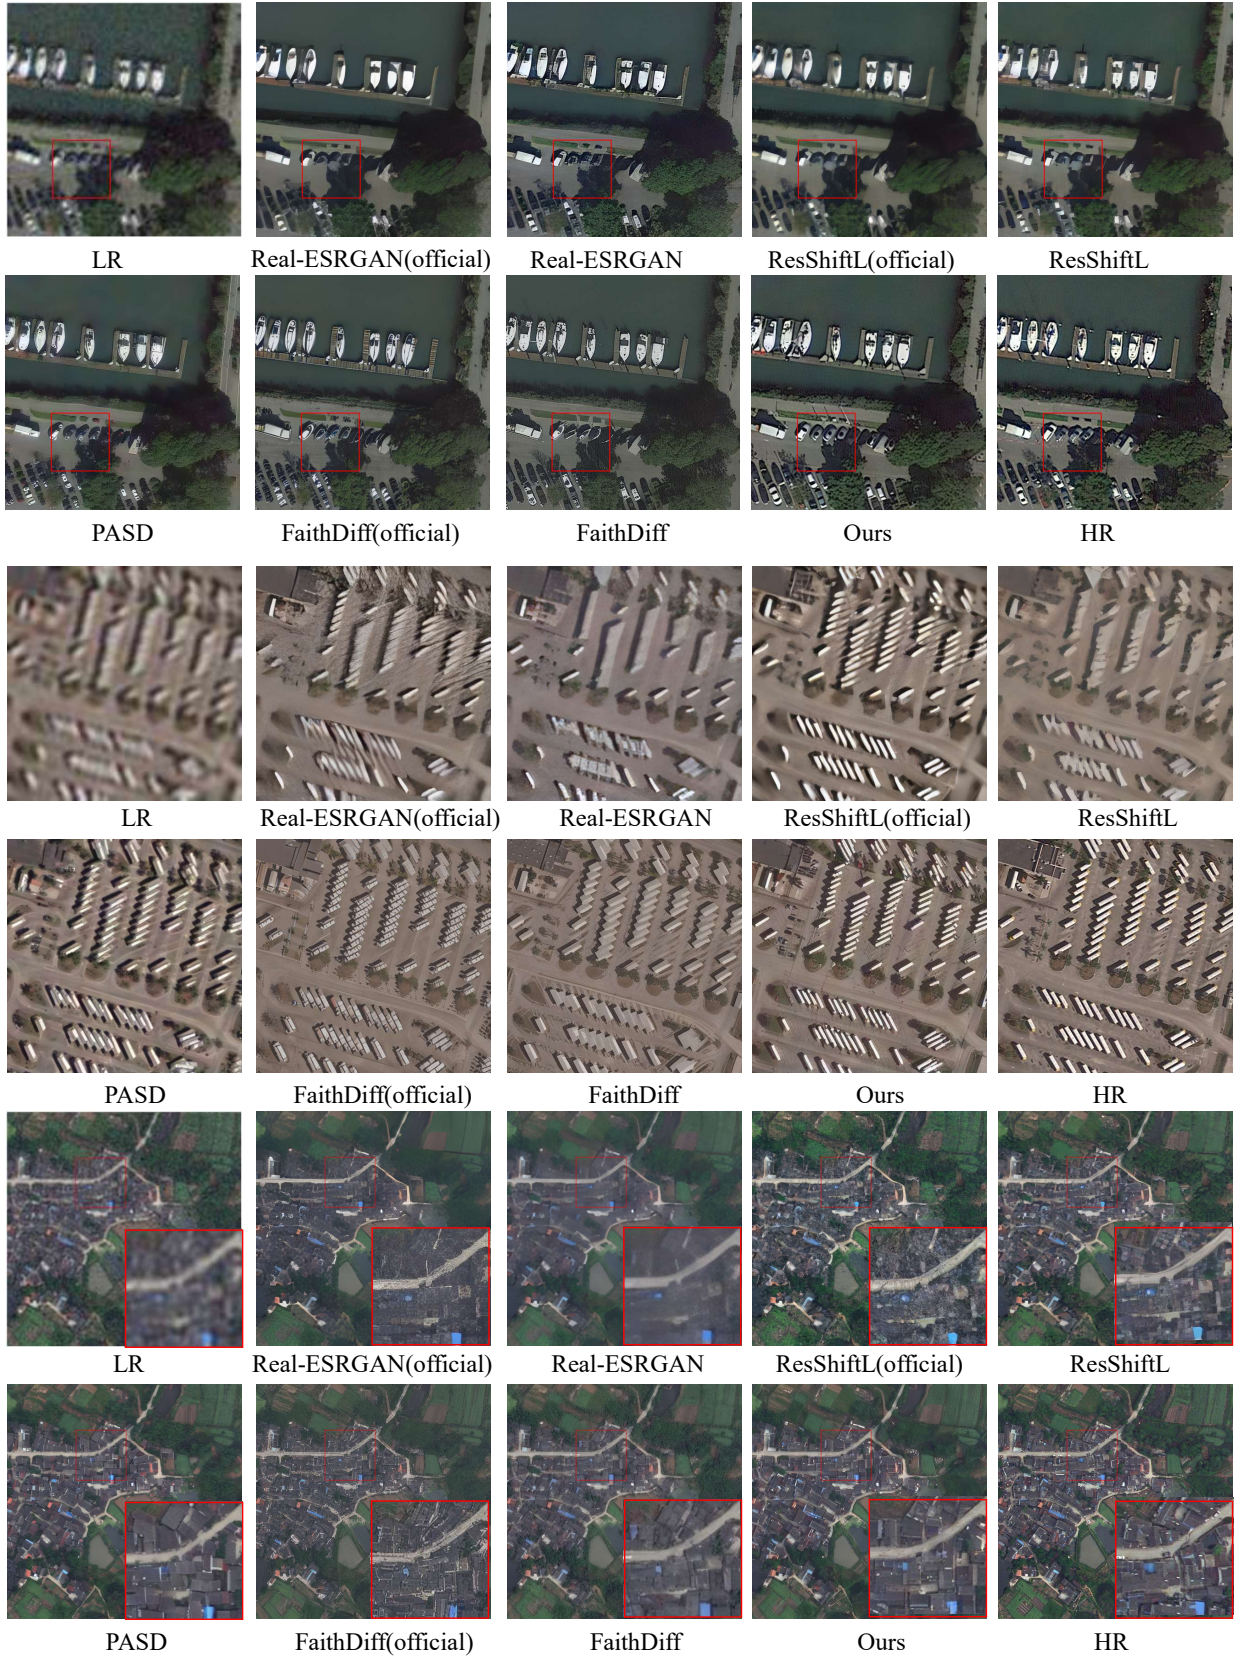 LR Real-ESRGAN(official) Real-ESRGAN ResShiftL(official) ResShiftL
PASD FaithDiff(official) FaithDiff Ours HR
LR Real-ESRGAN(official) Real-ESRGAN ResShiftL(official) ResShiftL
PASD FaithDiff(official) FaithDiff Ours HR
LR Real-ESRGAN(official) Real-ESRGAN ResShiftL(official) ResShiftL
PASD FaithDiff(official) FaithDiff Ours HR